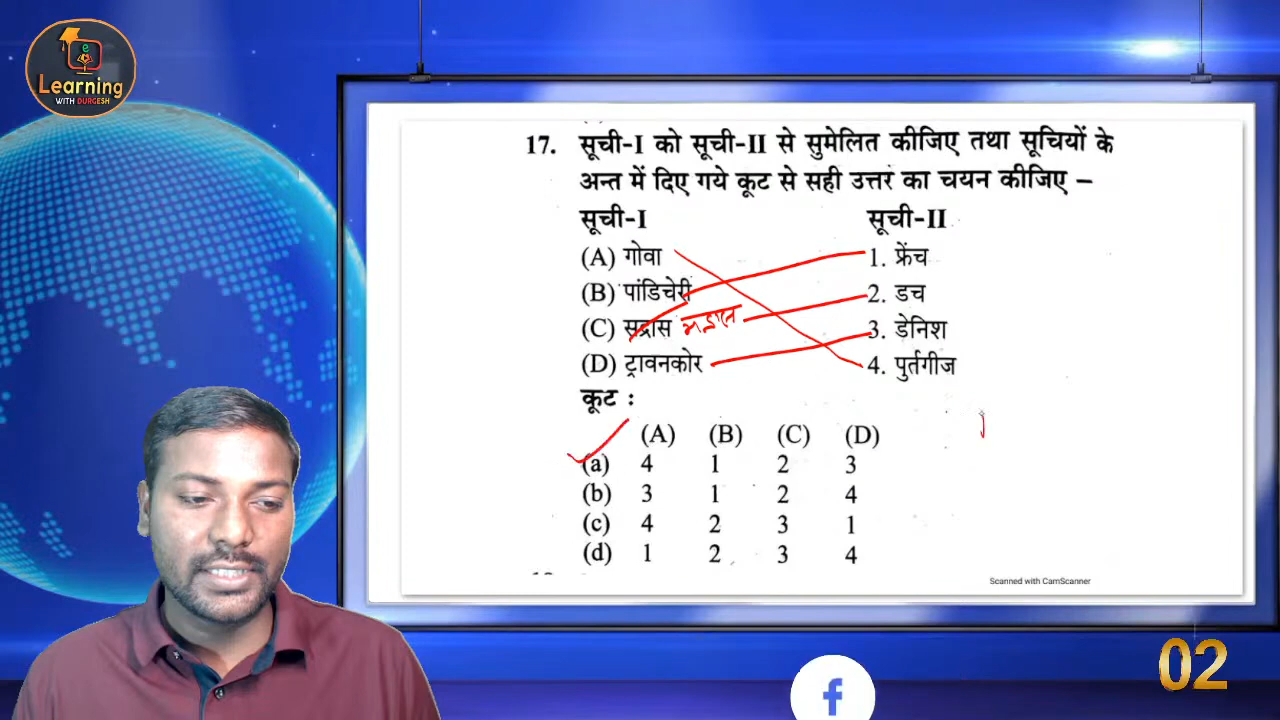 e
Learning
WITH DURGESH
17. सूची-I को सूची-II से सुमेलित कीजिए तथा सूचियों के
अन्त में दिए गये कूट से सही उत्तर का चयन कीजिए –
सूची-I सूची-II
(A) गोवा 1. फ्रेंच
(B) पांडिचेरी 2. डच
(C) सद्रास 3. डेनिश
(D) ट्रावनकोर 4. पुर्तगीज
कूट :
(A) (B) (C) (D)
(a) 4 1 2 3
(b) 3 1 2 4
(c) 4 2 3 1
(d) 1 2 3 4
Scanned with CamScanner
02
f